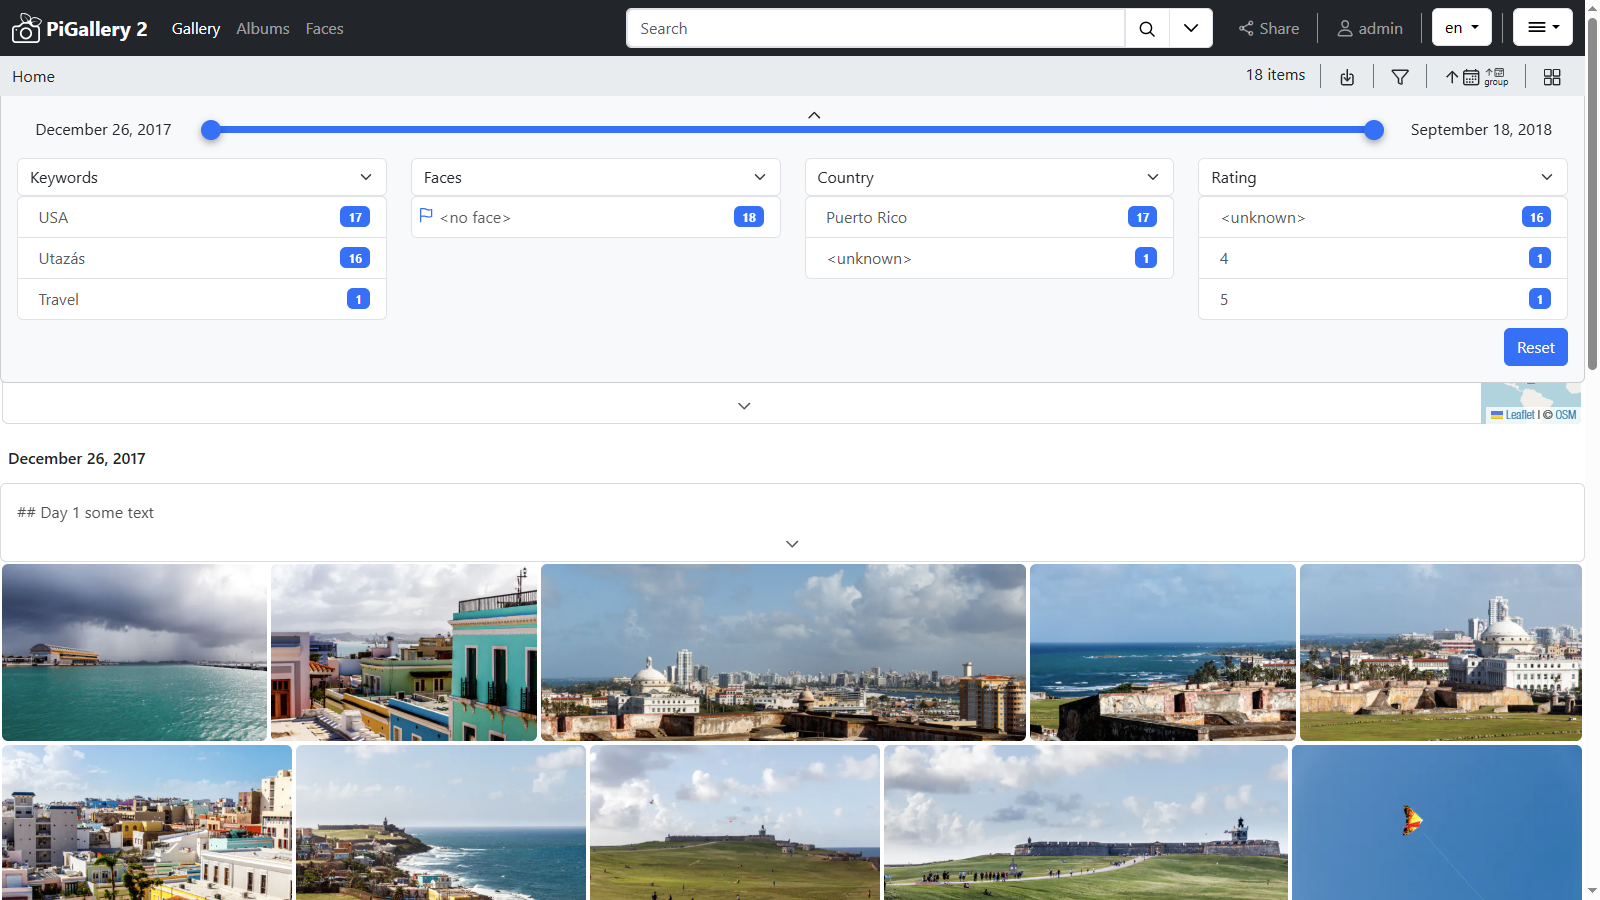 PiGallery 2 Gallery Albums Faces Search Share admin en
Home 18 items group
December 26, 2017 September 18, 2018
Keywords
USA 17
Utazás 16
Travel 1
Faces
<no face> 18
Country
Puerto Rico 17
<unknown> 1
Rating
<unknown> 16
4 1
5 1
Reset
Leaflet | © OSM
December 26, 2017
## Day 1 some text